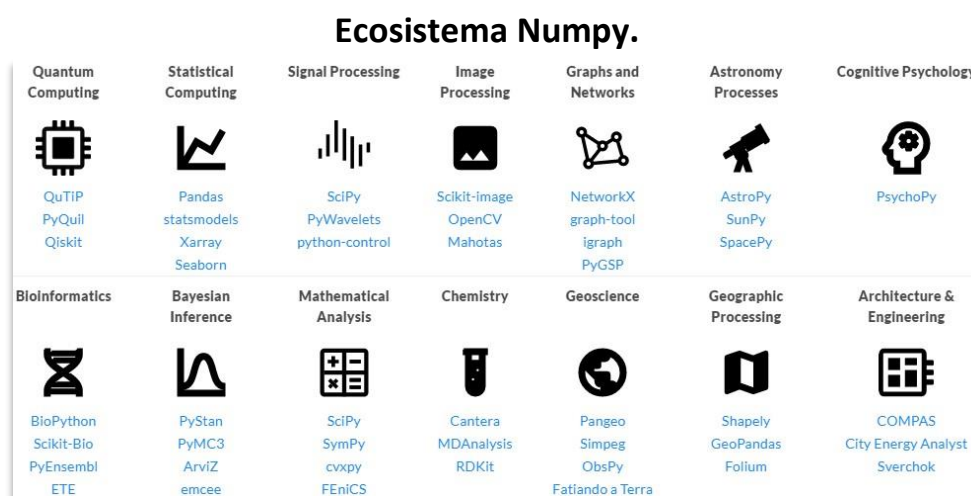 Ecosistema Numpy.
Quantum
Computing
QuTiP
PyQuil
Qiskit
Statistical
Computing
Pandas
statsmodels
Xarray
Seaborn
Signal Processing
SciPy
PyWavelets
python-control
Image
Processing
Scikit-image
OpenCV
Mahotas
Graphs and
Networks
NetworkX
graph-tool
igraph
PyGSP
Astronomy
Processes
AstroPy
SunPy
SpacePy
Cognitive Psychology
PsychoPy
Bioinformatics
BioPython
Scikit-Bio
PyEnsembl
ETE
Bayesian
Inference
PyStan
PyMC3
ArviZ
emcee
Mathematical
Analysis
SciPy
SymPy
cvxpy
FEniCS
Chemistry
Cantera
MDAnalysis
RDKit
Geoscience
Pangeo
Simpeg
ObsPy
Fatiando a Terra
Geographic
Processing
Shapely
GeoPandas
Folium
Architecture &
Engineering
COMPAS
City Energy Analyst
Sverchok